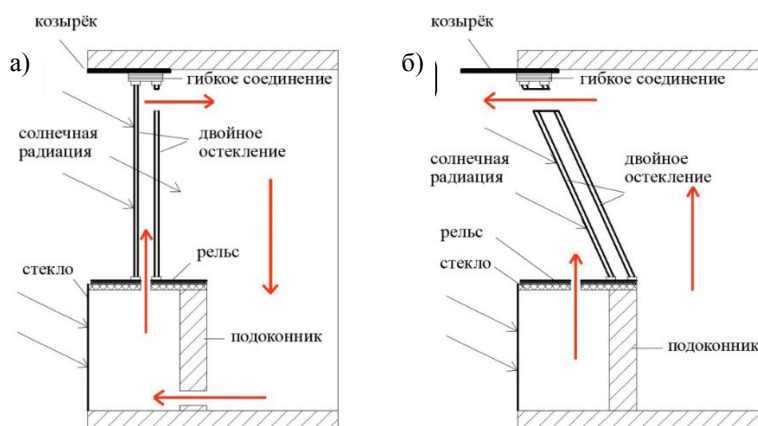 а)
козырёк
гибкое соединение
солнечная
радиация
двойное
остекление
рельс
стекло
подоконник
б)
козырёк
гибкое соединение
солнечная
радиация
двойное
остекление
рельс
стекло
подоконник